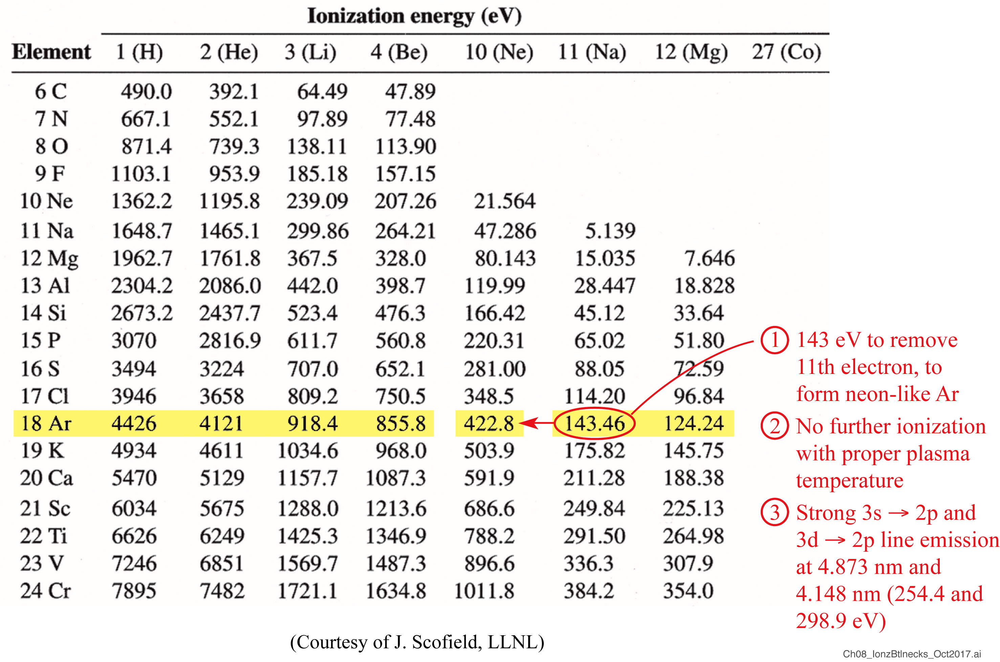 Ionization energy (eV)
Element 1 (H) 2 (He) 3 (Li) 4 (Be) 10 (Ne) 11 (Na) 12 (Mg) 27 (Co)
6 C 490.0 392.1 64.49 47.89
7 N 667.1 552.1 97.89 77.48
8 O 871.4 739.3 138.11 113.90
9 F 1103.1 953.9 185.18 157.15
10 Ne 1362.2 1195.8 239.09 207.26 21.564
11 Na 1648.7 1465.1 299.86 264.21 47.286 5.139
12 Mg 1962.7 1761.8 367.5 328.0 80.143 15.035 7.646
13 Al 2304.2 2086.0 442.0 398.7 119.99 28.447 18.828
14 Si 2673.2 2437.7 523.4 476.3 166.42 45.12 33.64
15 P 3070 2816.9 611.7 560.8 220.31 65.02 51.80
16 S 3494 3224 707.0 652.1 281.00 88.05 72.59
17 Cl 3946 3658 809.2 750.5 348.5 114.20 96.84
18 Ar 4426 4121 918.4 855.8 422.8 143.46 124.24
19 K 4934 4611 1034.6 968.0 503.9 175.82 145.75
20 Ca 5470 5129 1157.7 1087.3 591.9 211.28 188.38
21 Sc 6034 5675 1288.0 1213.6 686.6 249.84 225.13
22 Ti 6626 6249 1425.3 1346.9 788.2 291.50 264.98
23 V 7246 6851 1569.7 1487.3 896.6 336.3 307.9
24 Cr 7895 7482 1721.1 1634.8 1011.8 384.2 354.0
① 143 eV to remove
11th electron, to
form neon-like Ar
② No further ionization
with proper plasma
temperature
③ Strong 3s → 2p and
3d → 2p line emission
at 4.873 nm and
4.148 nm (254.4 and
298.9 eV)
(Courtesy of J. Scofield, LLNL)
Ch08_IonzBtlnecks_Oct2017.ai